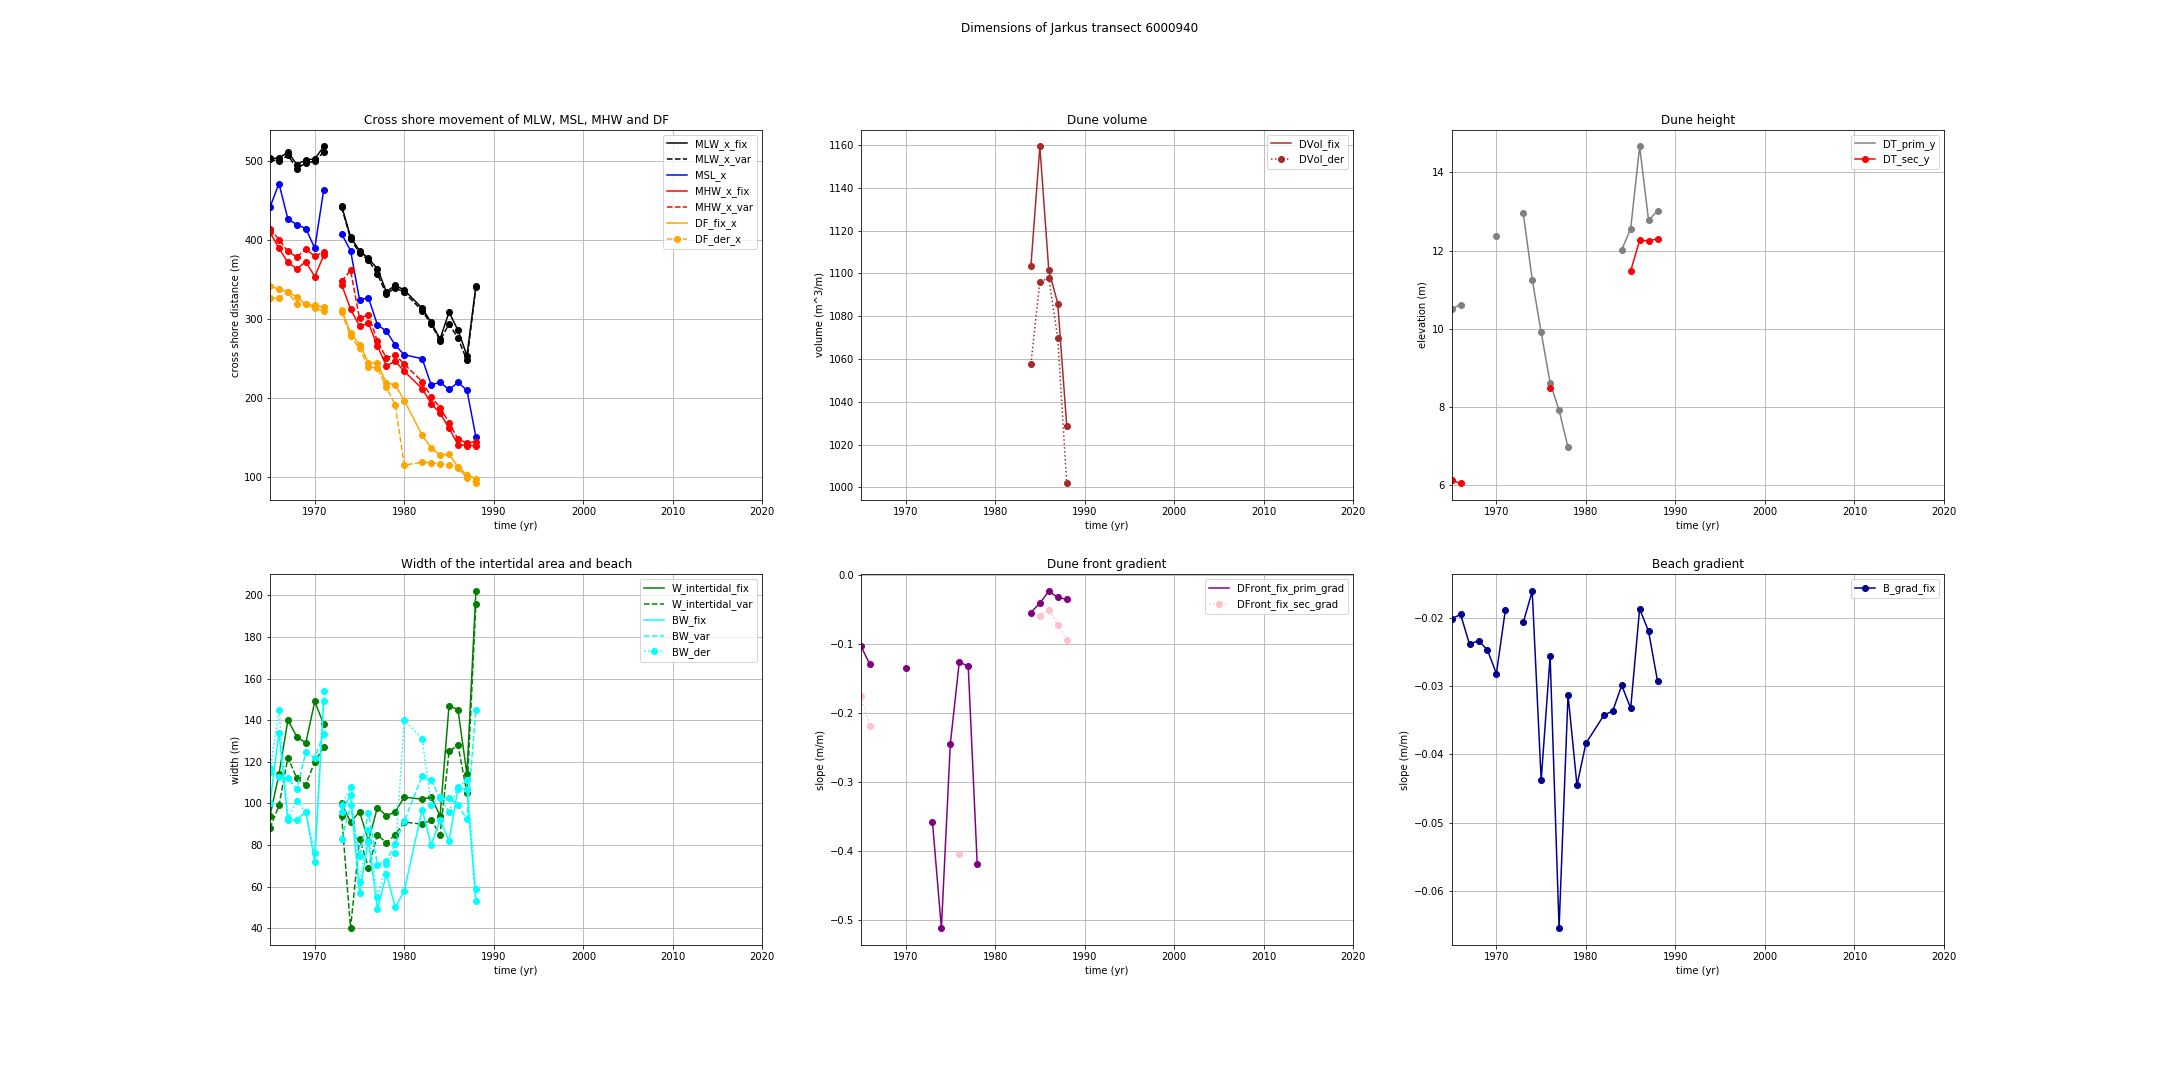 Dimensions of Jarkus transect 6000940
Cross shore movement of MLW, MSL, MHW and DF
cross shore distance (m)
500
400
300
200
100
MLW_x_fix
MLW_x_var
MSL_x
MHW_x_fix
MHW_x_var
DF_fix_x
DF_der_x
1970 1980 1990 2000 2010 2020
time (yr)
Dune volume
volume (m^3/m)
1160
1140
1120
1100
1080
1060
1040
1020
1000
DVol_fix
DVol_der
1970 1980 1990 2000 2010 2020
time (yr)
Dune height
elevation (m)
14
12
10
8
6
DT_prim_y
DT_sec_y
1970 1980 1990 2000 2010 2020
time (yr)
Width of the intertidal area and beach
width (m)
200
180
160
140
120
100
80
60
40
W_intertidal_fix
W_intertidal_var
BW_fix
BW_var
BW_der
1970 1980 1990 2000 2010 2020
time (yr)
Dune front gradient
slope (m/m)
0.0
−0.1
−0.2
−0.3
−0.4
−0.5
DFront_fix_prim_grad
DFront_fix_sec_grad
1970 1980 1990 2000 2010 2020
time (yr)
Beach gradient
slope (m/m)
−0.02
−0.03
−0.04
−0.05
−0.06
B_grad_fix
1970 1980 1990 2000 2010 2020
time (yr)